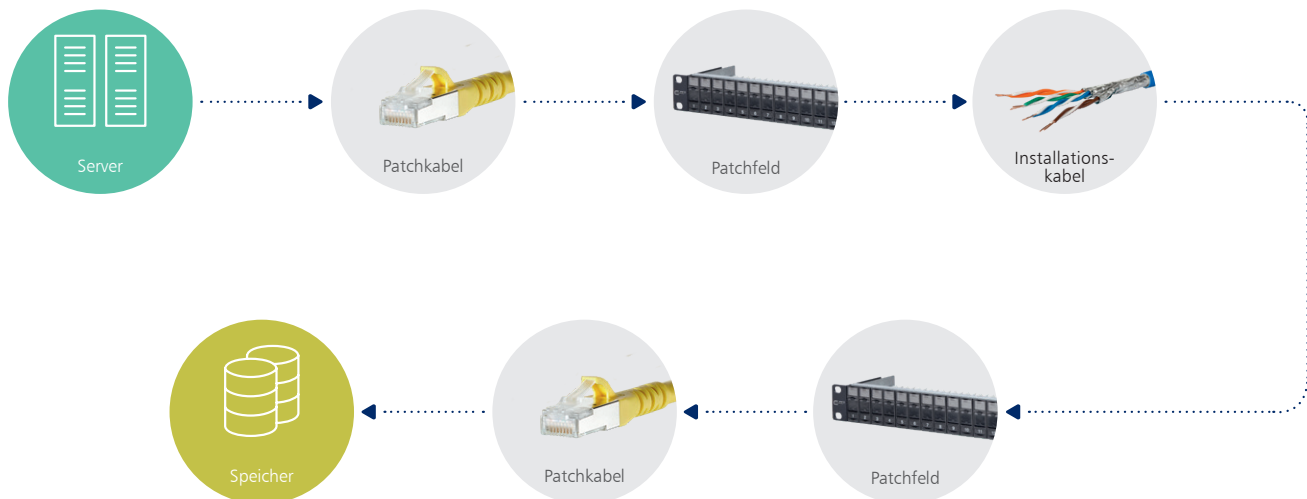 Server
Patchkabel
Patchfeld
Installations-
kabel
Speicher
Patchkabel
Patchfeld